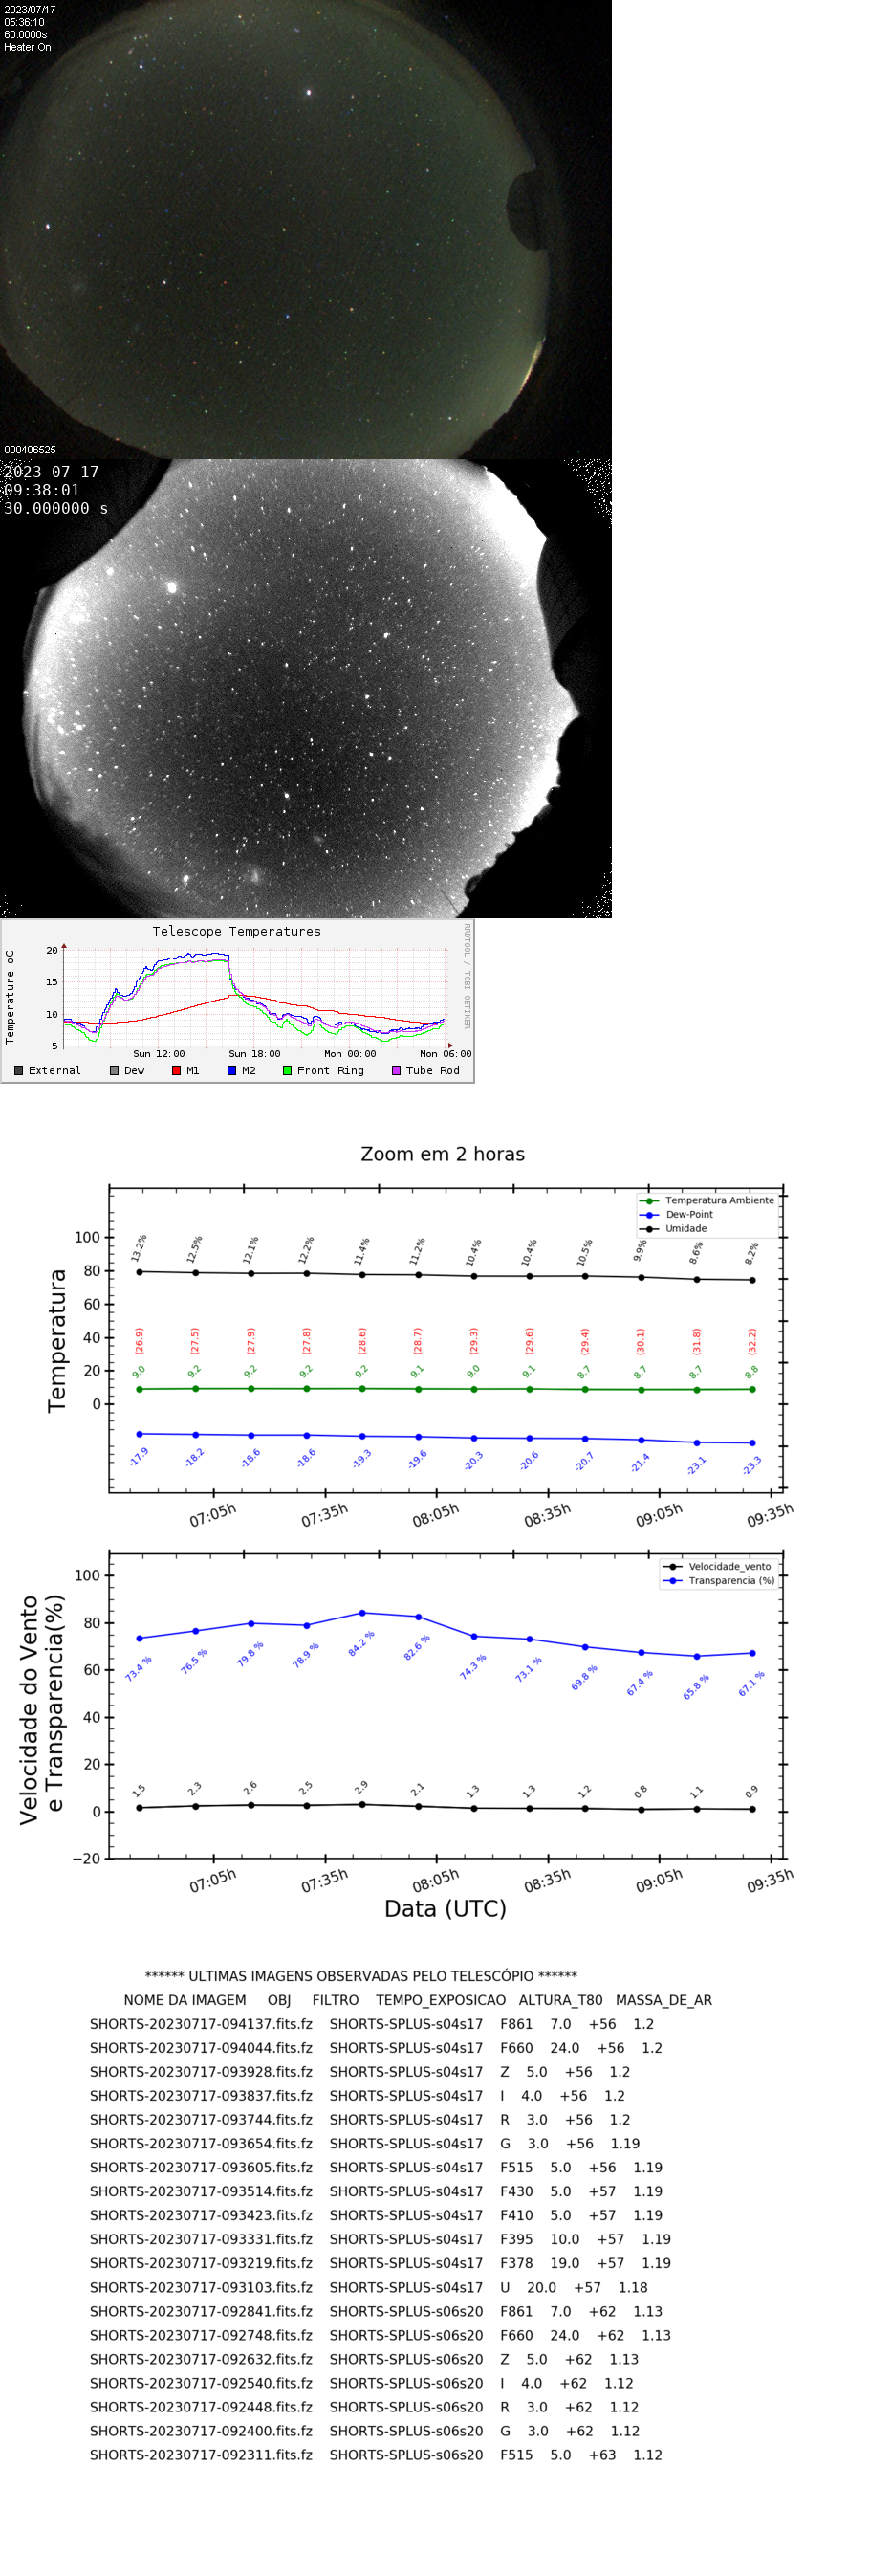 2023/07/17
05:36:10
60.0000s
Heater On
000406525
2023-07-17
09:38:01
30.000000 s
Telescope Temperatures
RRDTOOL / TOBI OETIKER
Temperature oC
20
15
10
5
Sun 12:00 Sun 18:00 Mon 00:00 Mon 06:00
External Dew M1 M2 Front Ring Tube Rod
Zoom em 2 horas
Temperatura Ambiente
Dew-Point
Umidade
Temperatura
100
80
60
40
20
0
13.2% 12.5% 12.1% 12.2% 11.4% 11.2% 10.4% 10.4% 10.5% 9.9% 8.6% 8.2%
(26.9) (27.5) (27.9) (27.8) (28.6) (28.7) (29.3) (29.6) (29.4) (30.1) (31.8) (32.2)
9.0 9.2 9.2 9.2 9.2 9.1 9.0 9.1 8.7 8.7 8.7 8.8
-17.9 -18.2 -18.6 -18.6 -19.3 -19.6 -20.3 -20.6 -20.7 -21.4 -23.1 -23.3
07:05h 07:35h 08:05h 08:35h 09:05h 09:35h
Velocidade_vento
Transparencia (%)
Velocidade do Vento
e Transparencia(%)
100
80
60
40
20
0
−20
73.4 % 76.5 % 79.8 % 78.9 % 84.2 % 82.6 % 74.3 % 73.1 % 69.8 % 67.4 % 65.8 % 67.1 %
1.5 2.3 2.6 2.5 2.9 2.1 1.3 1.3 1.2 0.8 1.1 0.9
07:05h 07:35h 08:05h 08:35h 09:05h 09:35h
Data (UTC)
****** ULTIMAS IMAGENS OBSERVADAS PELO TELESCÓPIO ******
NOME DA IMAGEM OBJ FILTRO TEMPO_EXPOSICAO ALTURA_T80 MASSA_DE_AR
SHORTS-20230717-094137.fits.fz SHORTS-SPLUS-s04s17 F861 7.0 +56 1.2
SHORTS-20230717-094044.fits.fz SHORTS-SPLUS-s04s17 F660 24.0 +56 1.2
SHORTS-20230717-093928.fits.fz SHORTS-SPLUS-s04s17 Z 5.0 +56 1.2
SHORTS-20230717-093837.fits.fz SHORTS-SPLUS-s04s17 I 4.0 +56 1.2
SHORTS-20230717-093744.fits.fz SHORTS-SPLUS-s04s17 R 3.0 +56 1.2
SHORTS-20230717-093654.fits.fz SHORTS-SPLUS-s04s17 G 3.0 +56 1.19
SHORTS-20230717-093605.fits.fz SHORTS-SPLUS-s04s17 F515 5.0 +56 1.19
SHORTS-20230717-093514.fits.fz SHORTS-SPLUS-s04s17 F430 5.0 +57 1.19
SHORTS-20230717-093423.fits.fz SHORTS-SPLUS-s04s17 F410 5.0 +57 1.19
SHORTS-20230717-093331.fits.fz SHORTS-SPLUS-s04s17 F395 10.0 +57 1.19
SHORTS-20230717-093219.fits.fz SHORTS-SPLUS-s04s17 F378 19.0 +57 1.19
SHORTS-20230717-093103.fits.fz SHORTS-SPLUS-s04s17 U 20.0 +57 1.18
SHORTS-20230717-092841.fits.fz SHORTS-SPLUS-s06s20 F861 7.0 +62 1.13
SHORTS-20230717-092748.fits.fz SHORTS-SPLUS-s06s20 F660 24.0 +62 1.13
SHORTS-20230717-092632.fits.fz SHORTS-SPLUS-s06s20 Z 5.0 +62 1.13
SHORTS-20230717-092540.fits.fz SHORTS-SPLUS-s06s20 I 4.0 +62 1.12
SHORTS-20230717-092448.fits.fz SHORTS-SPLUS-s06s20 R 3.0 +62 1.12
SHORTS-20230717-092400.fits.fz SHORTS-SPLUS-s06s20 G 3.0 +62 1.12
SHORTS-20230717-092311.fits.fz SHORTS-SPLUS-s06s20 F515 5.0 +63 1.12